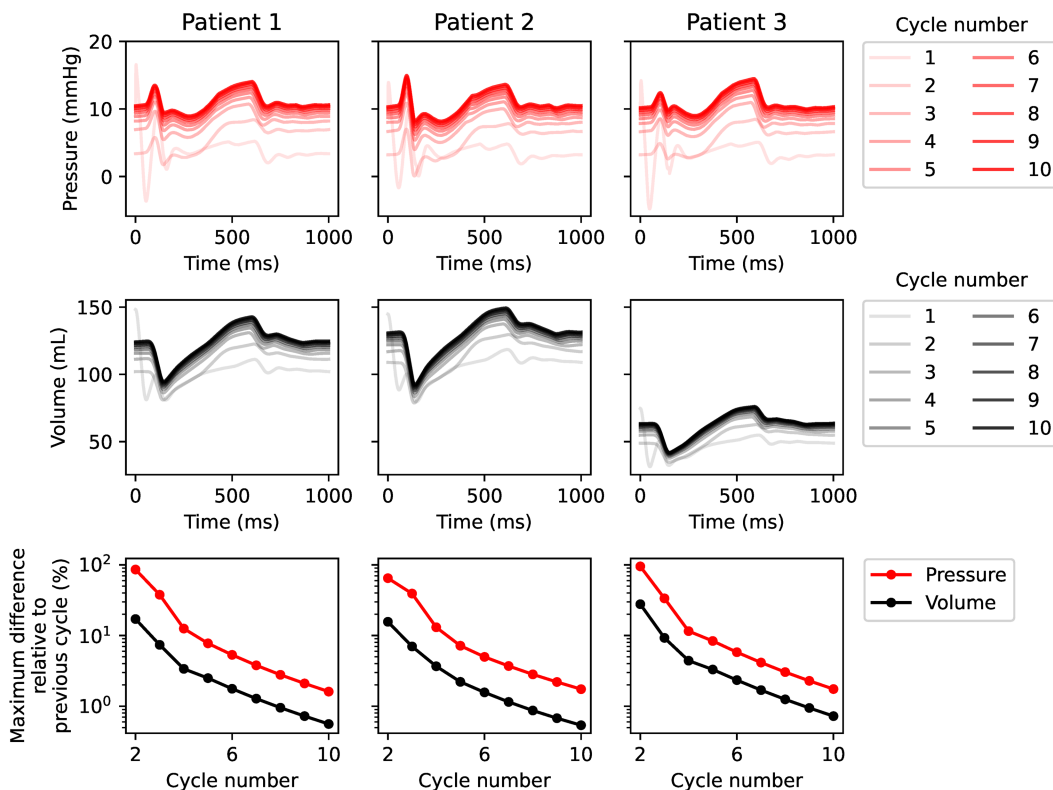 Patient 1
Patient 2
Patient 3
Cycle number
20
10
0
Pressure (mmHg)
0 500 1000
0 500 1000
0 500 1000
Time (ms)
Time (ms)
Time (ms)
1 6
2 7
3 8
4 9
5 10
Cycle number
150
100
50
Volume (mL)
0 500 1000
0 500 1000
0 500 1000
Time (ms)
Time (ms)
Time (ms)
1 6
2 7
3 8
4 9
5 10
Maximum difference
relative to
previous cycle (%)
10²
10¹
10⁰
2 6 10
2 6 10
2 6 10
Cycle number
Cycle number
Cycle number
Pressure
Volume